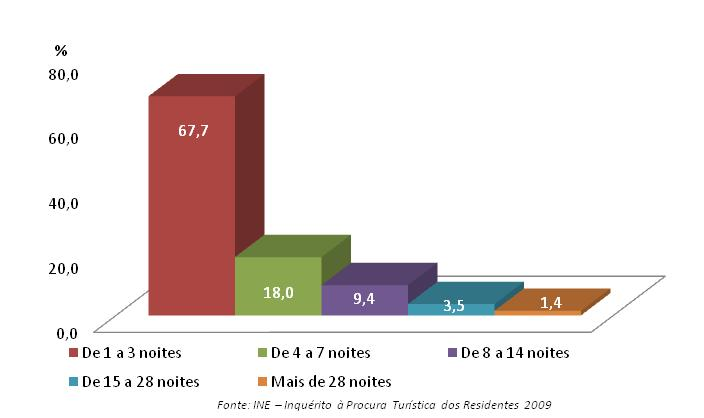 %
80,0
60,0
40,0
20,0
0,0
67,7
18,0
9,4
3,5
1,4
De 1 a 3 noites
De 4 a 7 noites
De 8 a 14 noites
De 15 a 28 noites
Mais de 28 noites
Fonte: INE – Inquérito à Procura Turística dos Residentes 2009